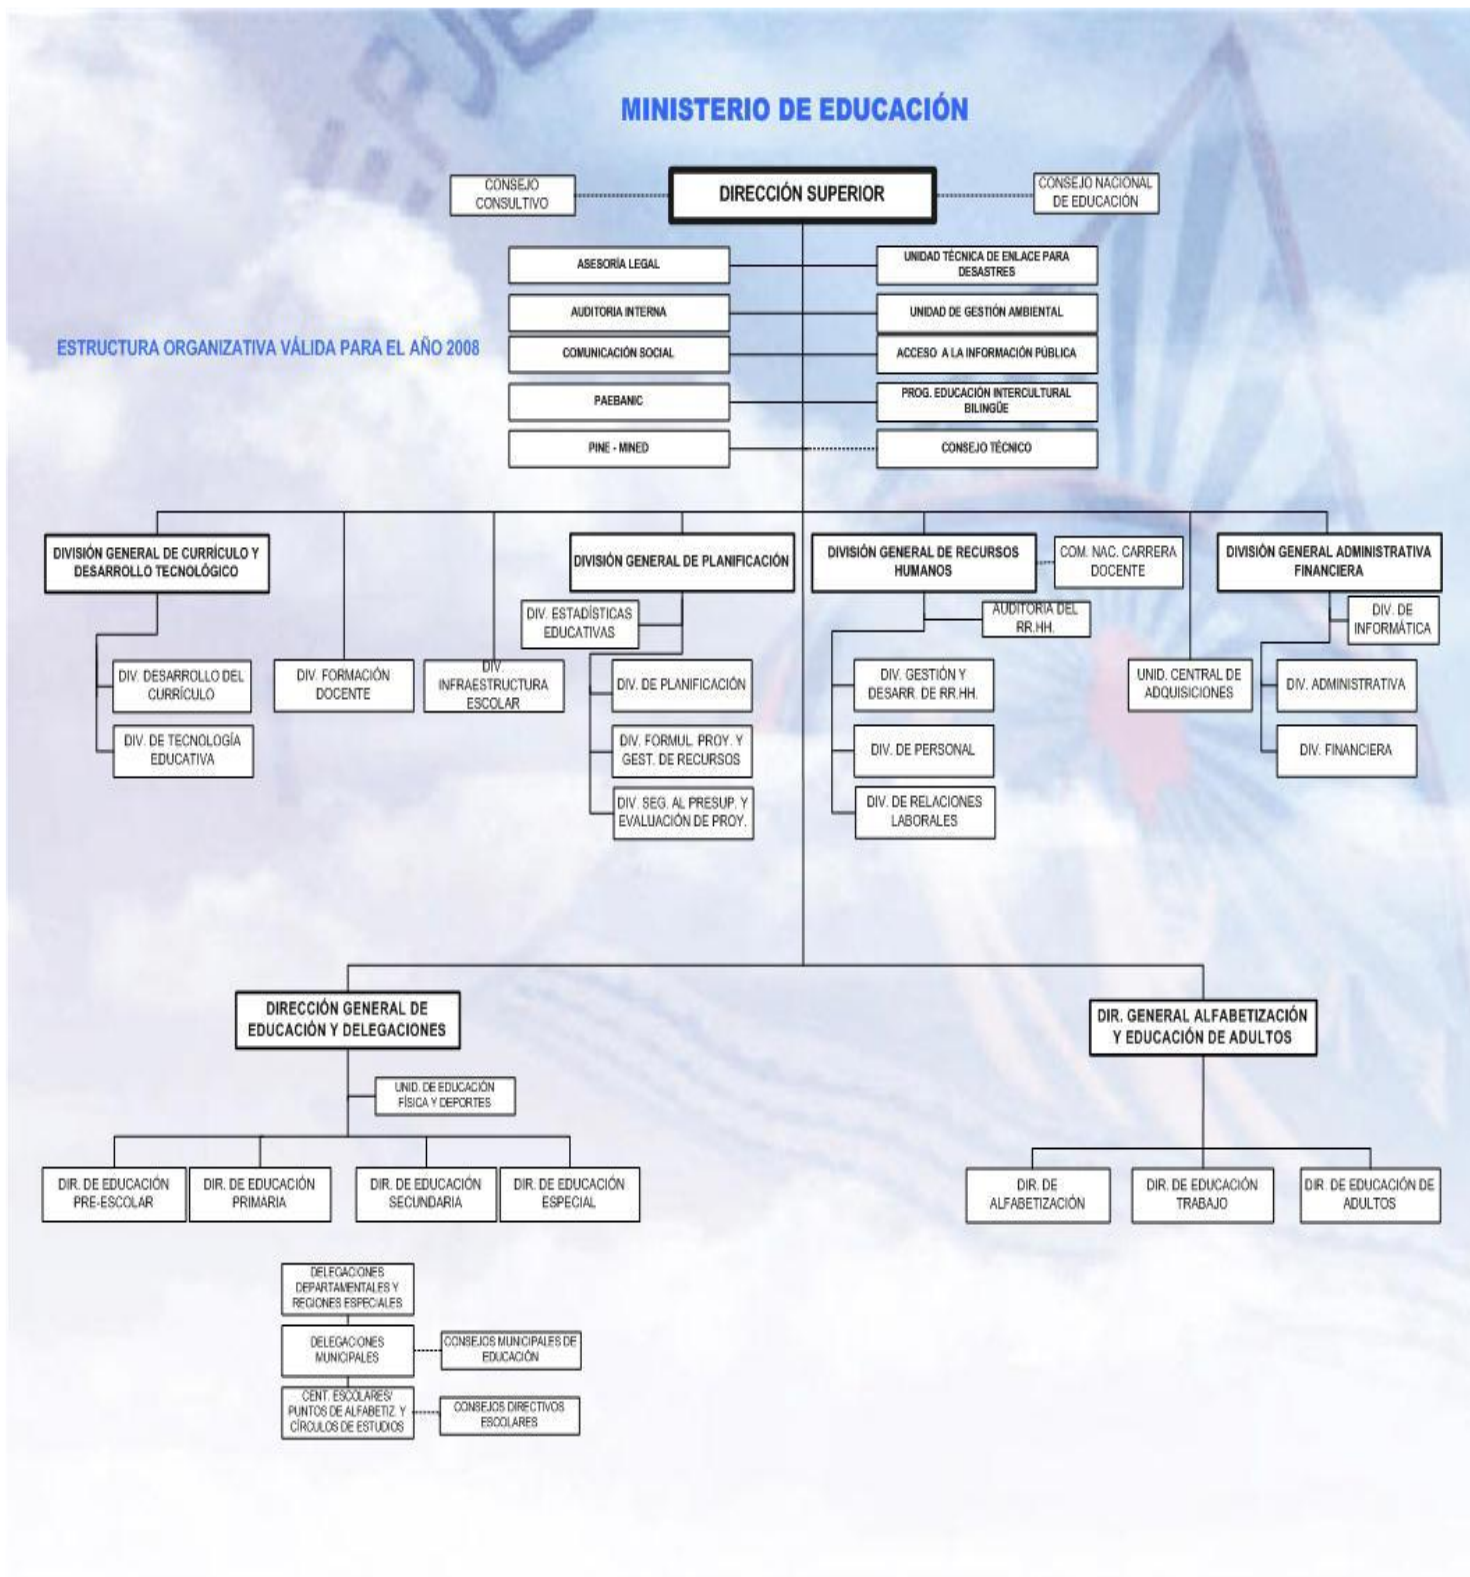 MINISTERIO DE EDUCACIÓN
CONSEJO
CONSULTIVO
DIRECCIÓN SUPERIOR
CONSEJO NACIONAL
DE EDUCACIÓN
ASESORÍA LEGAL
UNIDAD TÉCNICA DE ENLACE PARA
DESASTRES
AUDITORIA INTERNA
UNIDAD DE GESTIÓN AMBIENTAL
ESTRUCTURA ORGANIZATIVA VÁLIDA PARA EL AÑO 2008
COMUNICACIÓN SOCIAL
ACCESO A LA INFORMACIÓN PÚBLICA
PAEBANIC
PROG. EDUCACIÓN INTERCULTURAL
BILINGÜE
PINE - MINED
CONSEJO TÉCNICO
DIVISIÓN GENERAL DE CURRÍCULO Y
DESARROLLO TECNOLÓGICO
DIVISIÓN GENERAL DE PLANIFICACIÓN
DIVISIÓN GENERAL DE RECURSOS
HUMANOS
COM. NAC. CARRERA
DOCENTE
DIVISIÓN GENERAL ADMINISTRATIVA
FINANCIERA
DIV. ESTADÍSTICAS
EDUCATIVAS
AUDITORIA DEL
RR.HH.
DIV. DE
INFORMÁTICA
DIV. DESARROLLO DEL
CURRÍCULO
DIV. FORMACIÓN
DOCENTE
DIV.
INFRAESTRUCTURA
ESCOLAR
DIV. DE PLANIFICACIÓN
DIV. GESTIÓN Y
DESARR. DE RR.HH.
UNID. CENTRAL DE
ADQUISICIONES
DIV. ADMINISTRATIVA
DIV. DE TECNOLOGÍA
EDUCATIVA
DIV. FORMUL. PROY. Y
GEST. DE RECURSOS
DIV. DE PERSONAL
DIV. FINANCIERA
DIV. SEG. AL PRESUP. Y
EVALUACIÓN DE PROY.
DIV. DE RELACIONES
LABORALES
DIRECCIÓN GENERAL DE
EDUCACIÓN Y DELEGACIONES
DIR. GENERAL ALFABETIZACIÓN
Y EDUCACIÓN DE ADULTOS
UNID. DE EDUCACIÓN
FÍSICA Y DEPORTES
DIR. DE EDUCACIÓN
PRE-ESCOLAR
DIR. DE EDUCACIÓN
PRIMARIA
DIR. DE EDUCACIÓN
SECUNDARIA
DIR. DE EDUCACIÓN
ESPECIAL
DIR. DE
ALFABETIZACIÓN
DIR. DE EDUCACIÓN
TRABAJO
DIR. DE EDUCACIÓN DE
ADULTOS
DELEGACIONES
DEPARTAMENTALES Y
REGIONES ESPECIALES
DELEGACIONES
MUNICIPALES
CONSEJOS MUNICIPALES DE
EDUCACIÓN
CENT. ESCOLARES/
PUNTOS DE ALFABETIZ. Y
CÍRCULOS DE ESTUDIOS
CONSEJOS DIRECTIVOS
ESCOLARES